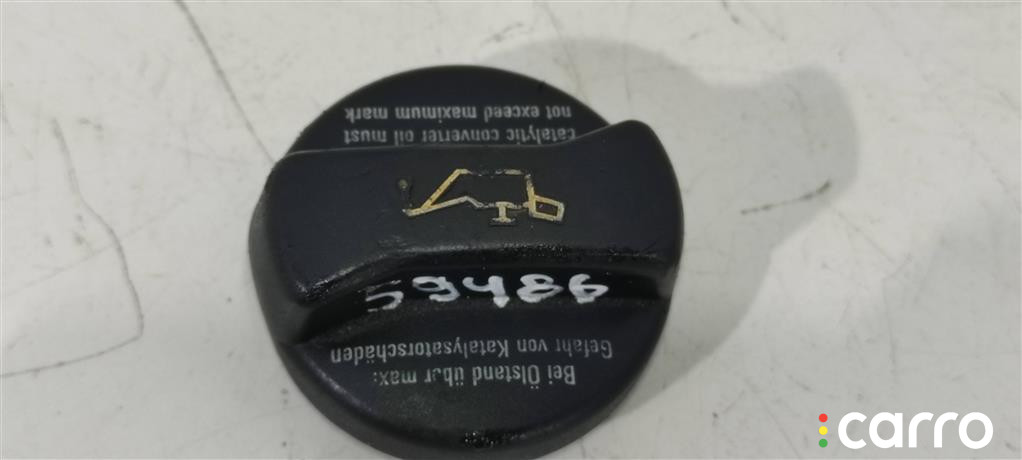 Bei Ölstand über max:
Gefahr von Katalysatorschäden
59486
catalytic converter oil must
not exceed maximum mark
carro